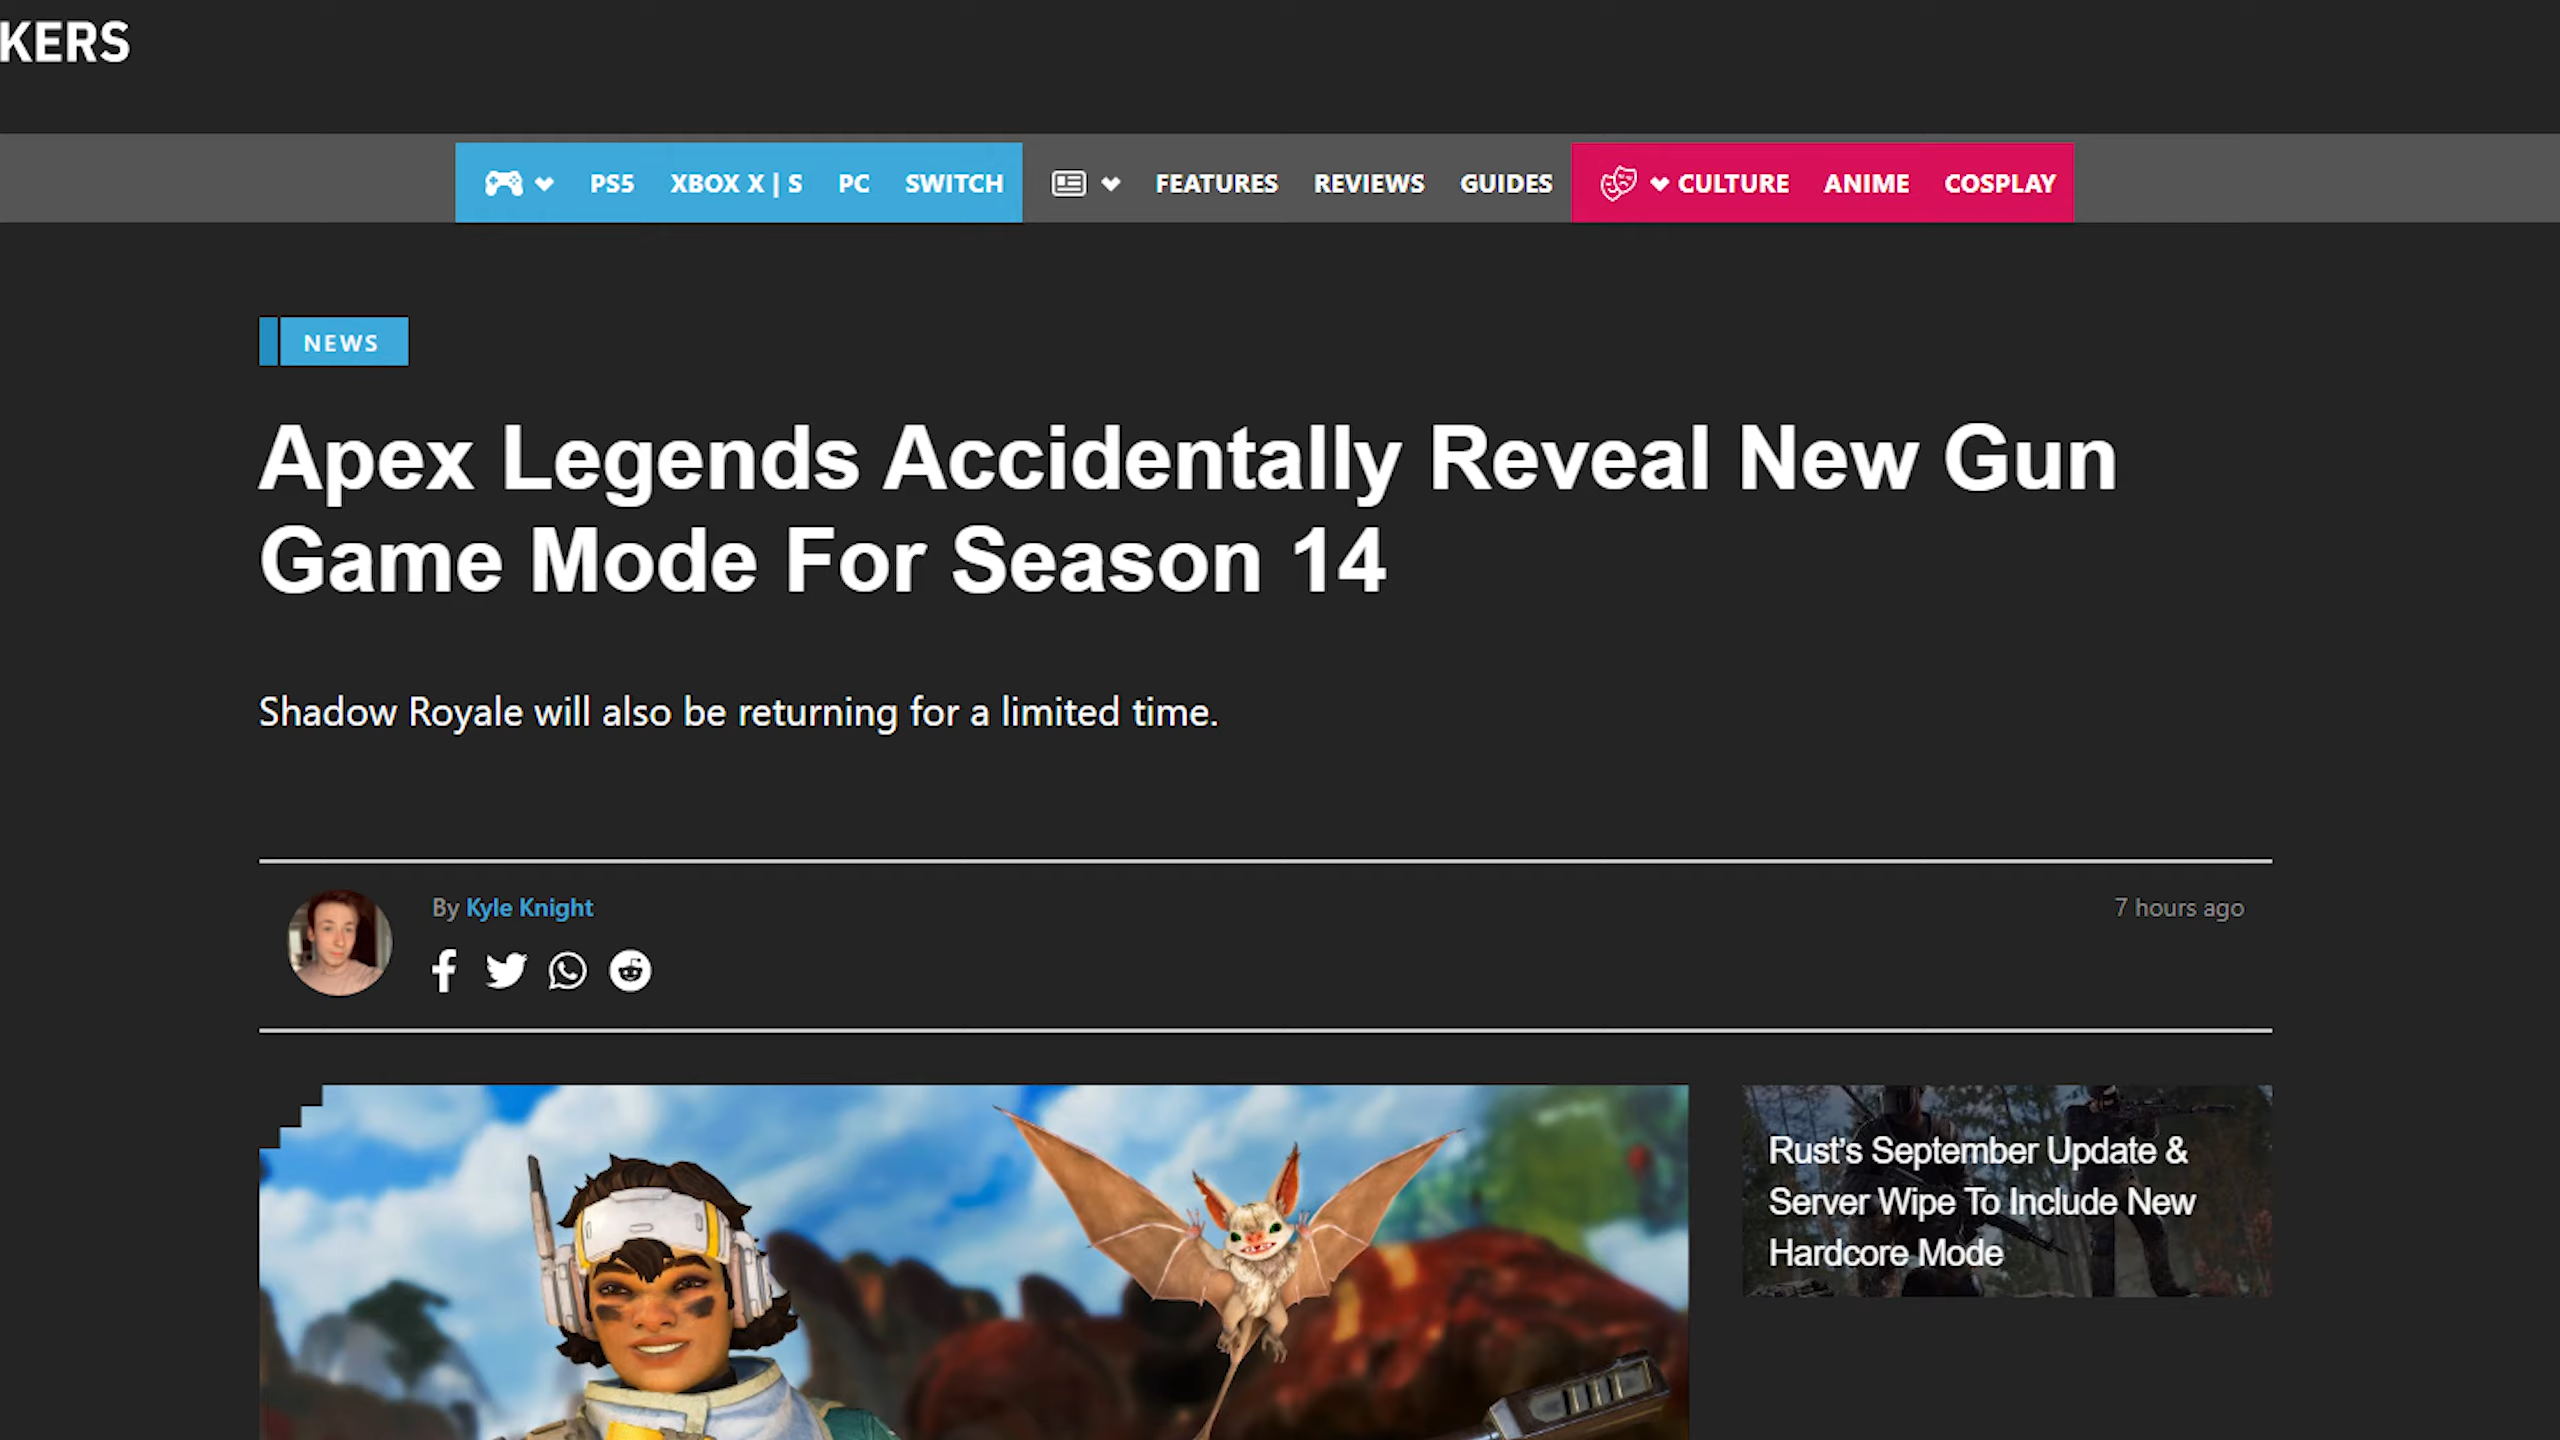 KERS
PS5 XBOX X | S PC SWITCH FEATURES REVIEWS GUIDES CULTURE ANIME COSPLAY
NEWS
Apex Legends Accidentally Reveal New Gun
Game Mode For Season 14
Shadow Royale will also be returning for a limited time.
By Kyle Knight
7 hours ago
Rust's September Update &
Server Wipe To Include New
Hardcore Mode